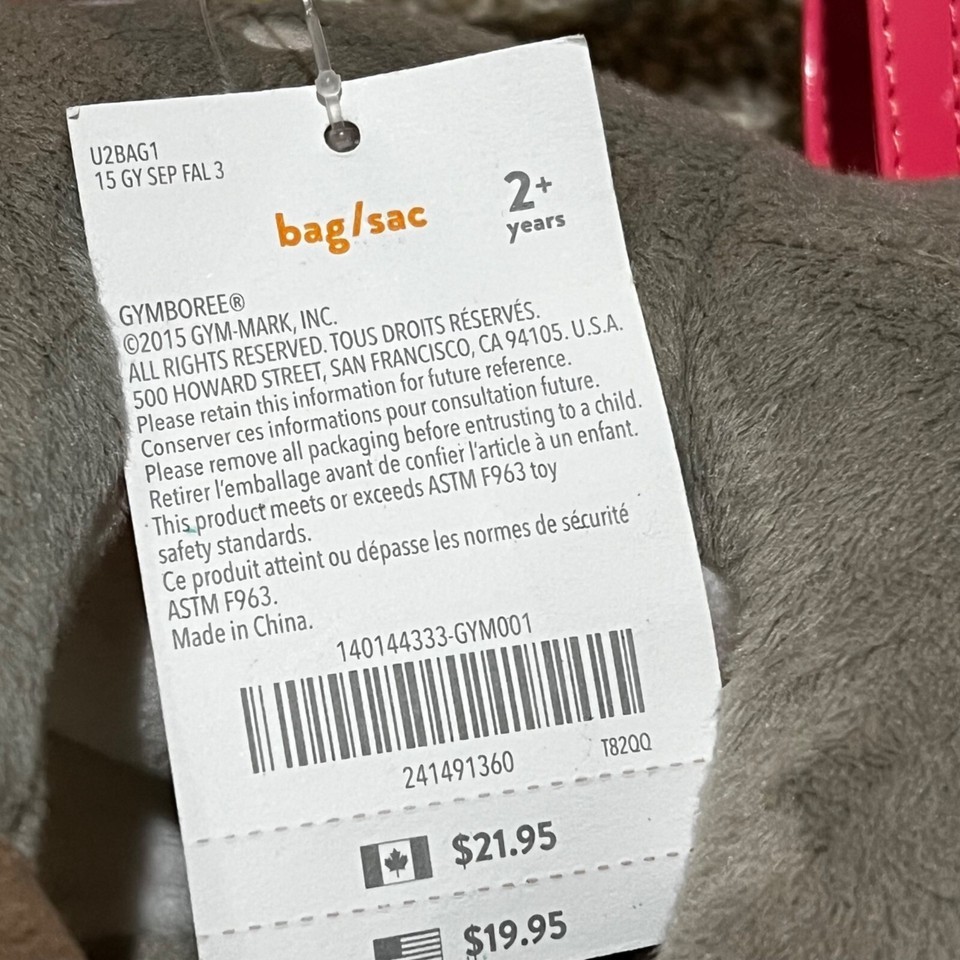 U2BAG1
15 GY SEP FAL 3
bag/sac
2+
years
GYMBOREE®
©2015 GYM-MARK, INC.
ALL RIGHTS RESERVED. TOUS DROITS RÉSERVÉS.
500 HOWARD STREET, SAN FRANCISCO, CA 94105. U.S.A.
Please retain this information for future reference.
Conserver ces informations pour consultation future.
Please remove all packaging before entrusting to a child.
Retirer l'emballage avant de confier l'article à un enfant.
This product meets or exceeds ASTM F963 toy
safety standards.
Ce produit atteint ou dépasse les normes de sécurité
ASTM F963.
Made in China.
140144333-GYM001
241491360
T82QQ
$21.95
$19.95